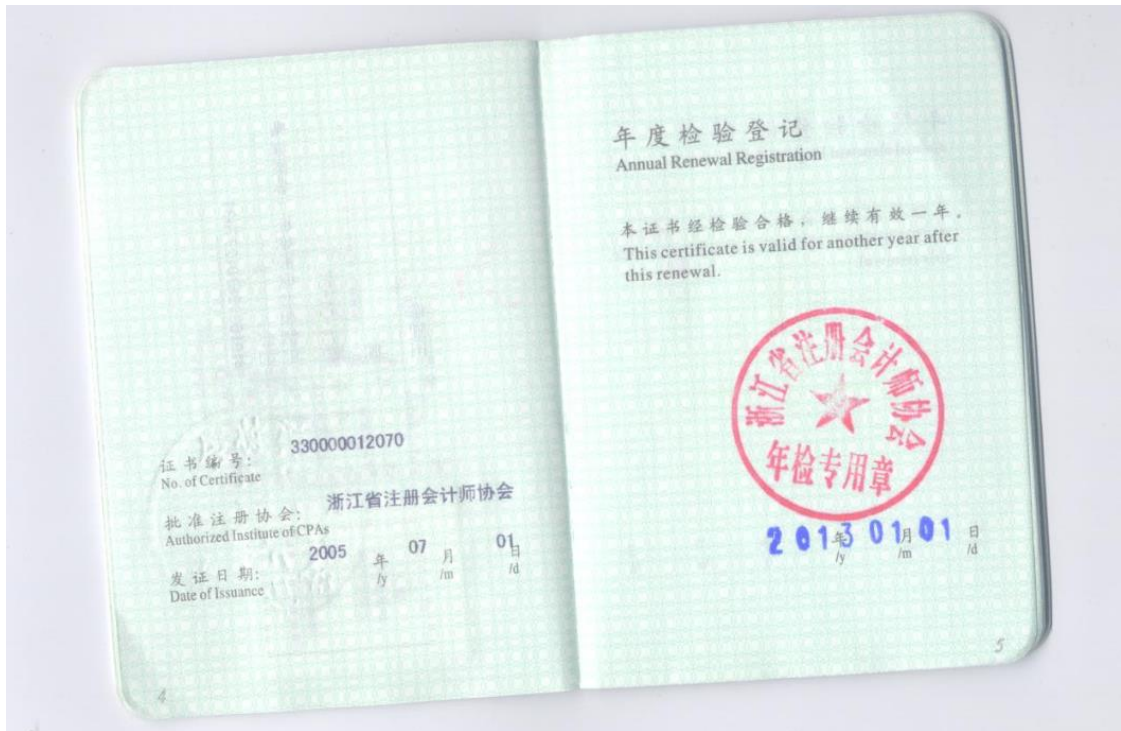 证书编号: 330000012070
No. of Certificate
批准注册协会: 浙江省注册会计师协会
Authorized Institute of CPAs
发证日期: 2005 年 07 月 01 日
Date of Issuance /y /m /d
4
年度检验登记
Annual Renewal Registration
本证书经检验合格，继续有效一年。
This certificate is valid for another year after
this renewal.
浙江省注册会计师协会
年检专用章
2013 年 01 月 01 日
/y /m /d
5